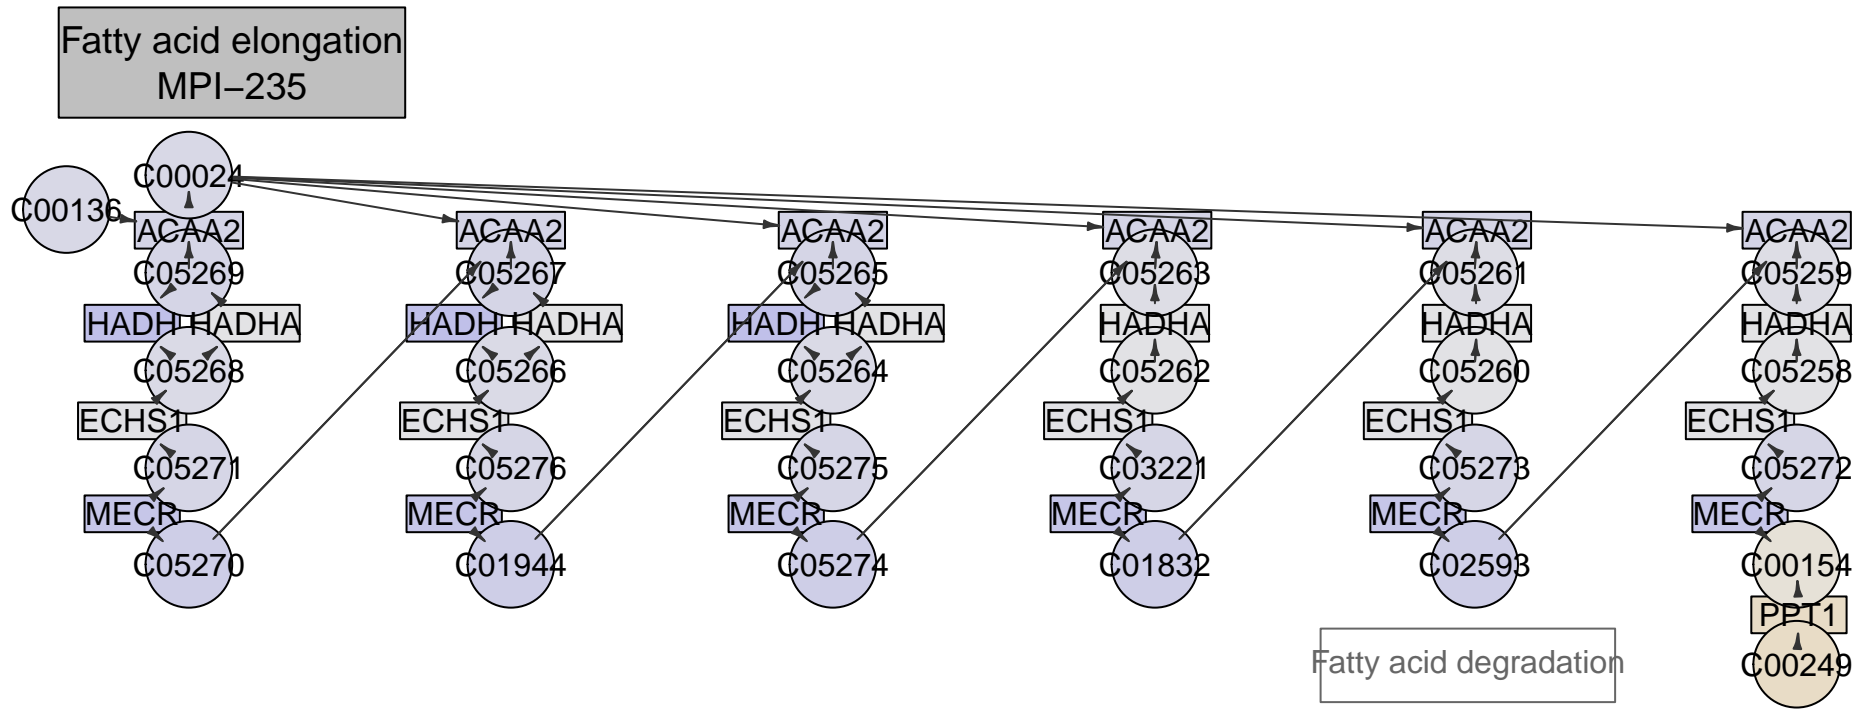 Fatty acid elongation
MPI−235
C00024
C00136
ACAA2 ACAA2 ACAA2 ACAA2 ACAA2 ACAA2
C05269 C05267 C05265 C05263 C05261 C05259
HADH HADHA HADH HADHA HADH HADHA HADHA HADHA HADHA
C05268 C05266 C05264 C05262 C05260 C05258
ECHS1 ECHS1 ECHS1 ECHS1 ECHS1 ECHS1
C05271 C05276 C05275 C03221 C05273 C05272
MECR MECR MECR MECR MECR MECR
C05270 C01944 C05274 C01832 C02593 C00154
PPT1
Fatty acid degradation C00249